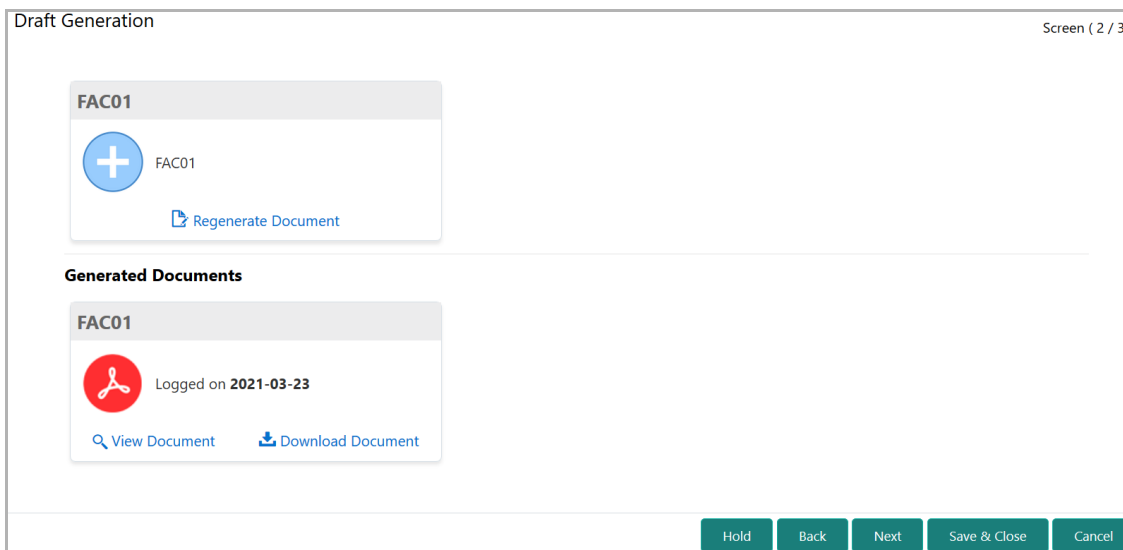 Draft Generation
Screen ( 2 / 3
FAC01
FAC01
Regenerate Document
Generated Documents
FAC01
Logged on 2021-03-23
View Document Download Document
Hold Back Next Save & Close Cancel